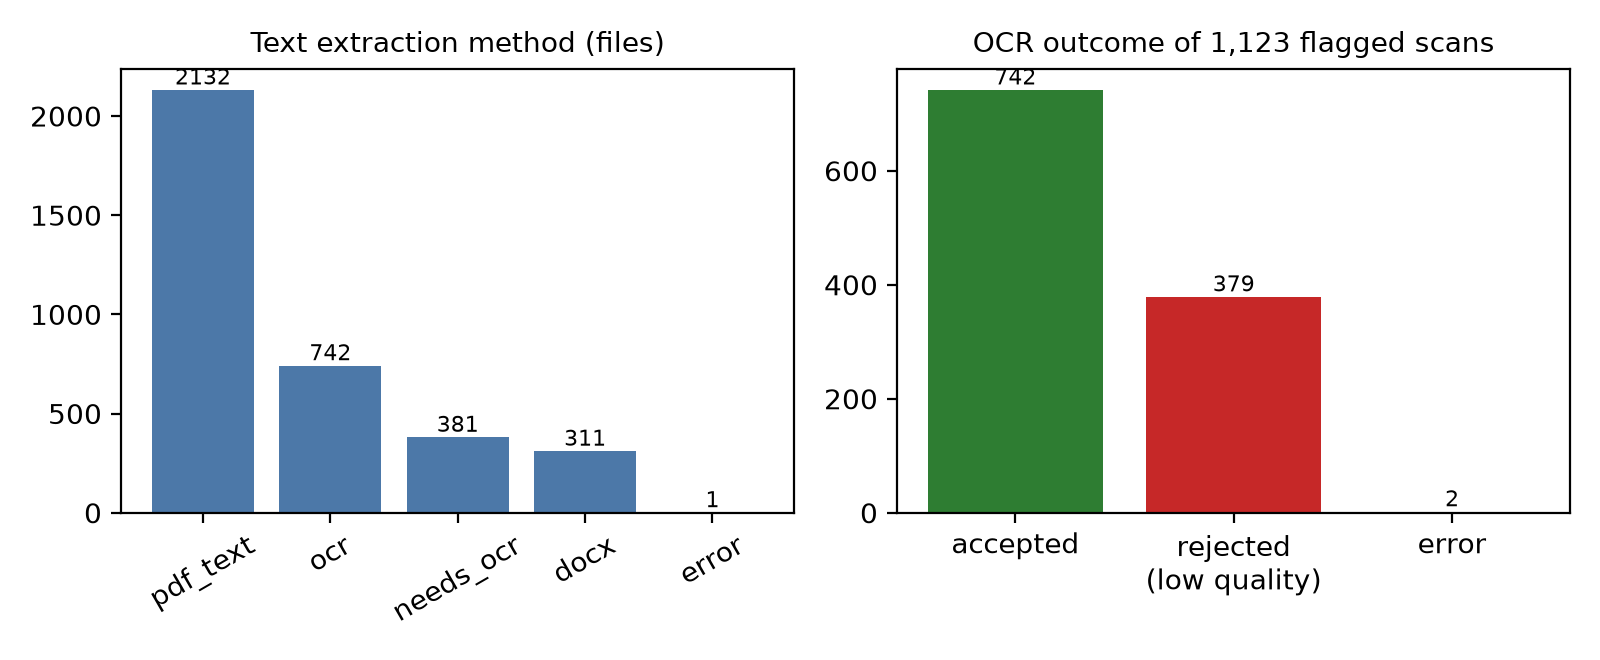 Text extraction method (files)
2132
742
381
311
1
2000
1500
1000
500
0
pdf_text
ocr
needs_ocr
docx
error
OCR outcome of 1,123 flagged scans
742
379
2
600
400
200
0
accepted
rejected
(low quality)
error